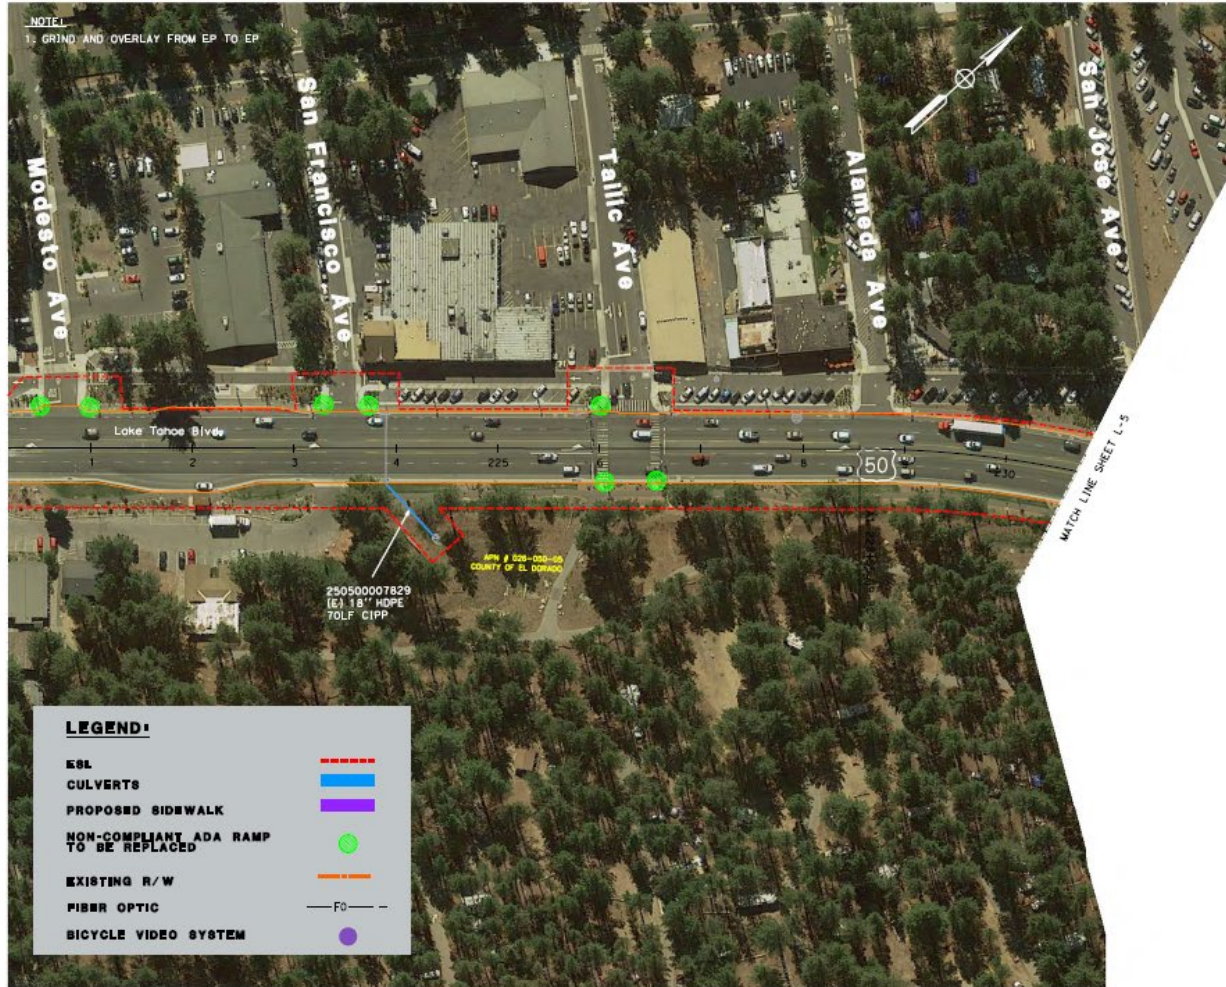 NOTE:
1. GRIND AND OVERLAY FROM EP TO EP
Modesto Ave
San Francisco Ave
Tallic Ave
Alameda Ave
San Jose Ave
Lake Tahoe Blvd
1
3
4
225
6
8
50
230
MATCH LINE SHEET L-5
APN # 026-050-05
COUNTY OF EL DORADO
250500007829
(E) 18" HDPE
70LF CIPP
LEGEND:
ESL
CULVERTS
PROPOSED SIDEWALK
NON-COMPLIANT ADA RAMP
TO BE REPLACED
EXISTING R/W
FIBER OPTIC
FO
BICYCLE VIDEO SYSTEM